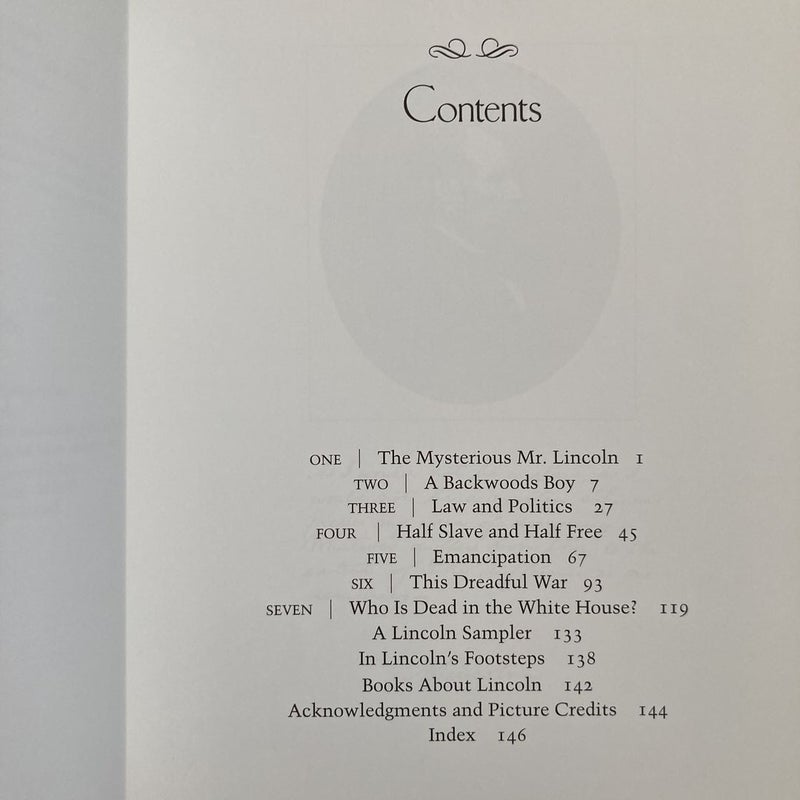 Contents
ONE | The Mysterious Mr. Lincoln 1
TWO | A Backwoods Boy 7
THREE | Law and Politics 27
FOUR | Half Slave and Half Free 45
FIVE | Emancipation 67
SIX | This Dreadful War 93
SEVEN | Who Is Dead in the White House? 119
A Lincoln Sampler 133
In Lincoln's Footsteps 138
Books About Lincoln 142
Acknowledgments and Picture Credits 144
Index 146